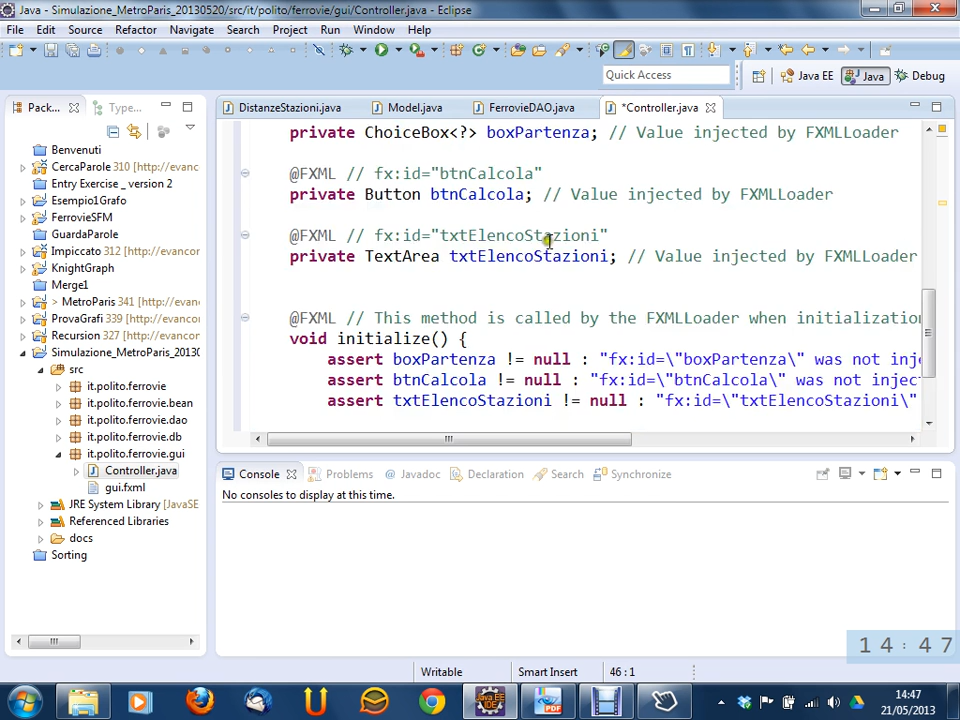 Java - Simulazione_MetroParis_20130520/src/it/polito/ferrovie/gui/Controller.java - Eclipse
File Edit Source Refactor Navigate Search Project Run Window Help
Quick Access
Java EE Java Debug
Pack... Type...
DistanzeStazioni.java Model.java FerrovieDAO.java *Controller.java
Benvenuti
CercaParole 310 [http://evancor
Entry Exercise _ version 2
Esempio1Grafo
FerrovieSFM
GuardaParole
Impiccato 312 [http://evancon
KnightGraph
Merge1
> MetroParis 341 [http://evanc
ProvaGrafi 339 [http://evancor
Recursion 327 [http://evancor
Simulazione_MetroParis_2013(
src
it.polito.ferrovie
it.polito.ferrovie.bean
it.polito.ferrovie.dao
it.polito.ferrovie.db
it.polito.ferrovie.gui
Controller.java
gui.fxml
JRE System Library [JavaSE
Referenced Libraries
docs
Sorting
private ChoiceBox<?> boxPartenza; // Value injected by FXMLLoader
@FXML // fx:id="btnCalcola"
private Button btnCalcola; // Value injected by FXMLLoader
@FXML // fx:id="txtElencoStazioni"
private TextArea txtElencoStazioni; // Value injected by FXMLLoader
@FXML // This method is called by the FXMLLoader when initializatio
void initialize() {
assert boxPartenza != null : "fx:id=\"boxPartenza\" was not inje
assert btnCalcola != null : "fx:id=\"btnCalcola\" was not inject
assert txtElencoStazioni != null : "fx:id=\"txtElencoStazioni\"
Console Problems Javadoc Declaration Search Synchronize
No consoles to display at this time.
14:47
Writable Smart Insert 46 : 1
14:47
21/05/2013